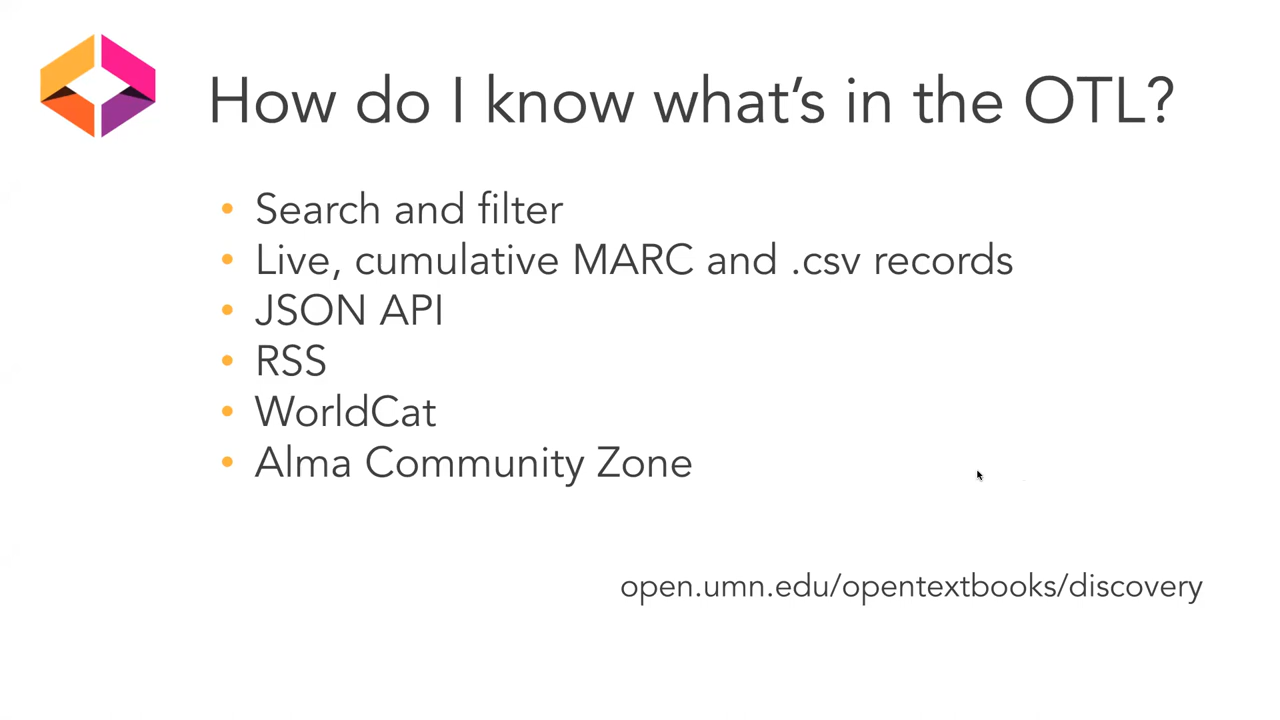 How do I know what's in the OTL?
• Search and filter
• Live, cumulative MARC and .csv records
• JSON API
• RSS
• WorldCat
• Alma Community Zone
open.umn.edu/opentextbooks/discovery